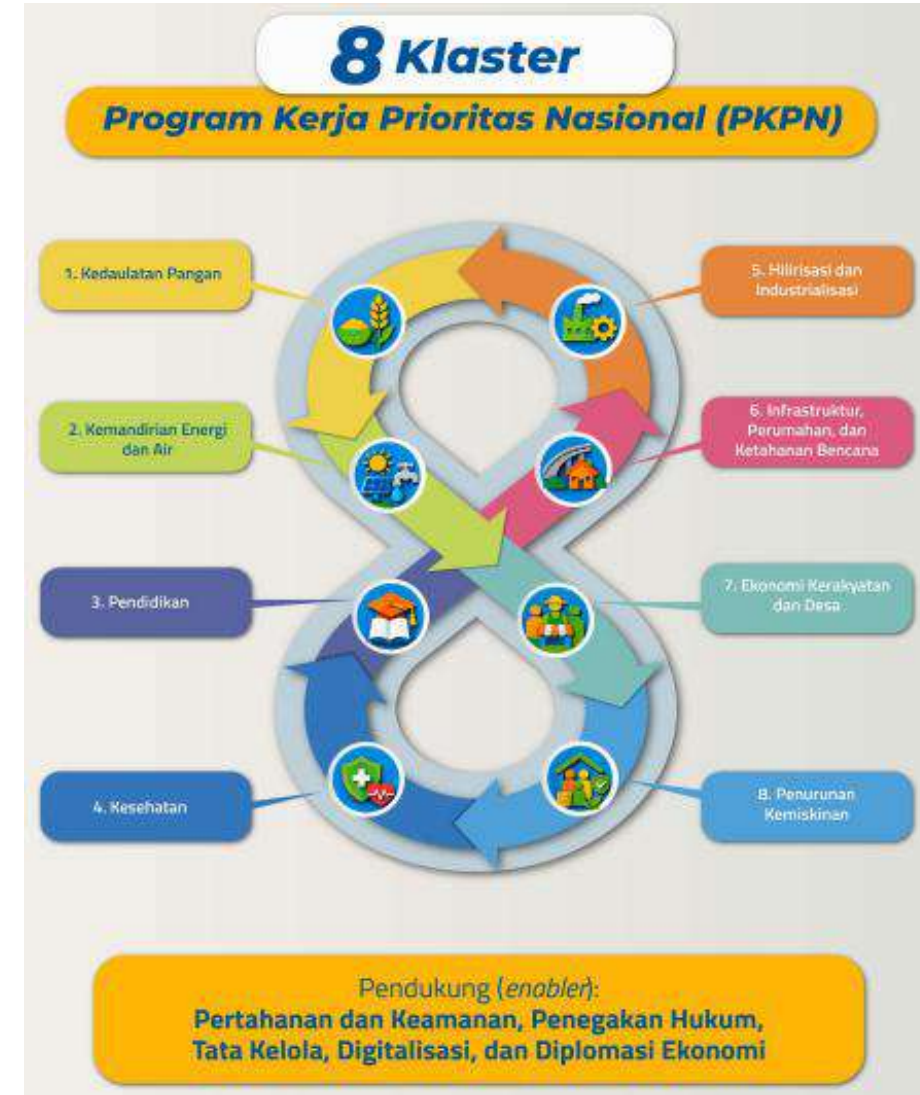 8 Klaster
Program Kerja Prioritas Nasional (PKPN)
1. Kedaulatan Pangan
2. Kemandirian Energi
dan Air
3. Pendidikan
4. Kesehatan
5. Hilirisasi dan
Industrialisasi
6. Infrastruktur,
Perumahan, dan
Ketahanan Bencana
7. Ekonomi Kerakyatan
dan Desa
8. Penurunan
Kemiskinan
Pendukung (enabler):
Pertahanan dan Keamanan, Penegakan Hukum,
Tata Kelola, Digitalisasi, dan Diplomasi Ekonomi